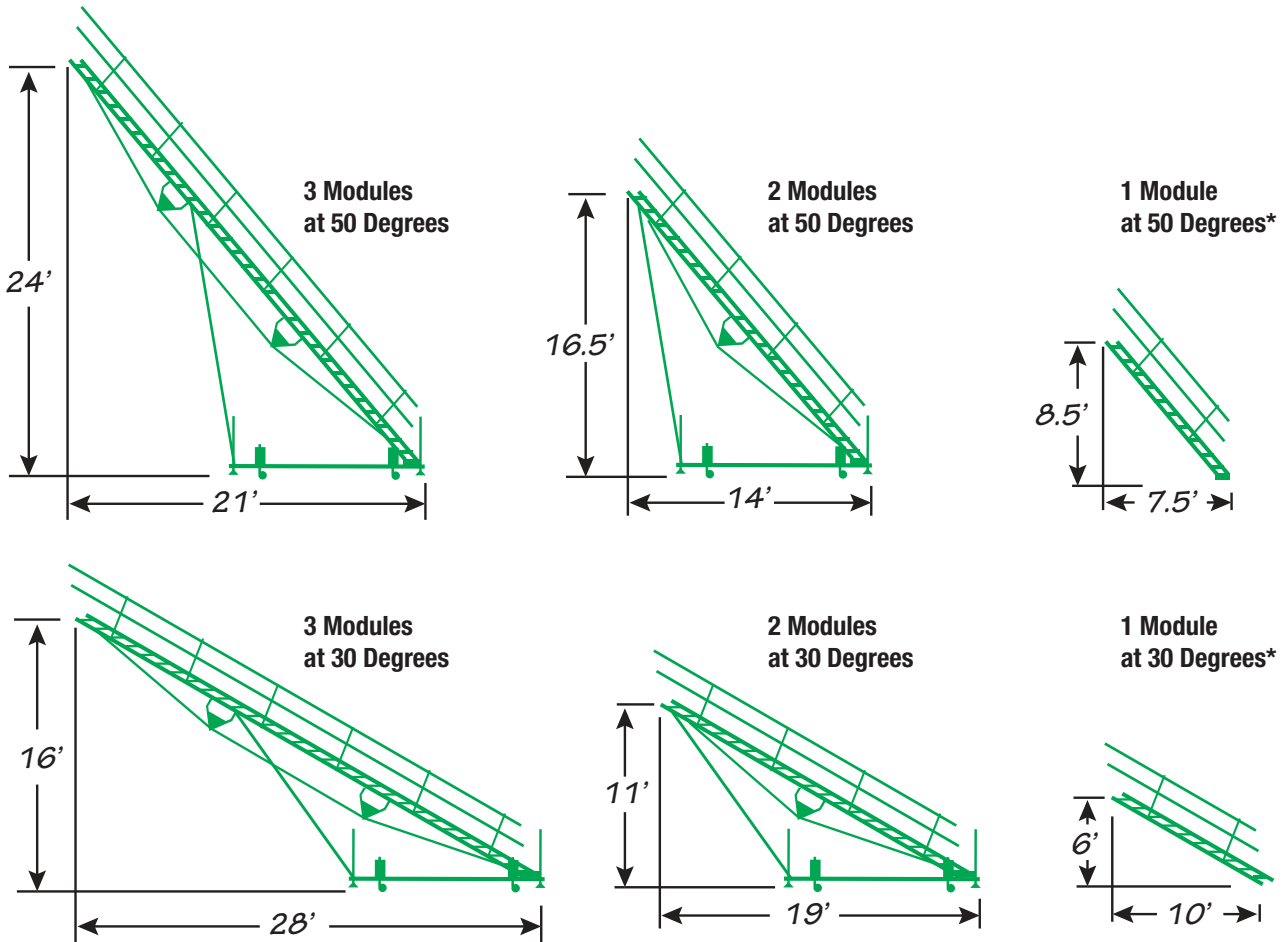 3 Modules
at 50 Degrees
24’
21’
2 Modules
at 50 Degrees
16.5’
14’
1 Module
at 50 Degrees*
8.5’
7.5’
3 Modules
at 30 Degrees
16’
28’
2 Modules
at 30 Degrees
11’
19’
1 Module
at 30 Degrees*
6’
10’